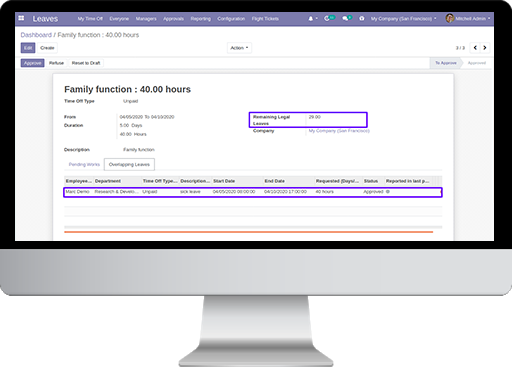 Leaves My Time Off Everyone Managers Approvals Reporting Configuration Flight Tickets My Company (San Francisco) Mitchell Admin
Dashboard / Family function : 40.00 hours
Edit Create Action 3 / 3
Approve Refuse Reset to Draft To Approve Approved
Family function : 40.00 hours
Time Off Type Unpaid
From 04/05/2020 To 04/10/2020 Remaining Legal Leaves 29.00
Duration 5.00 Days
40.00 Hours Company My Company (San Francisco)
Description Family function
Pending Works Overlapping Leaves
Employee... Department Time Off Type... Description... Start Date End Date Requested (Days/... Status Reported in last p...
Marc Demo Research & Develo... Unpaid sick leave 04/05/2020 08:00:00 04/10/2020 17:00:00 40 hours Approved